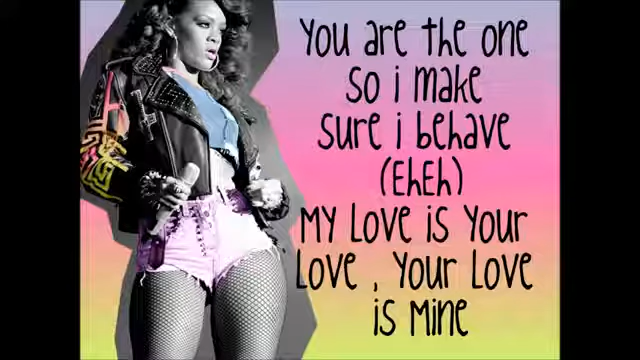 You are the one
so i make
sure i behave
(EhEh)
My Love is Your
Love , Your Love
is Mine